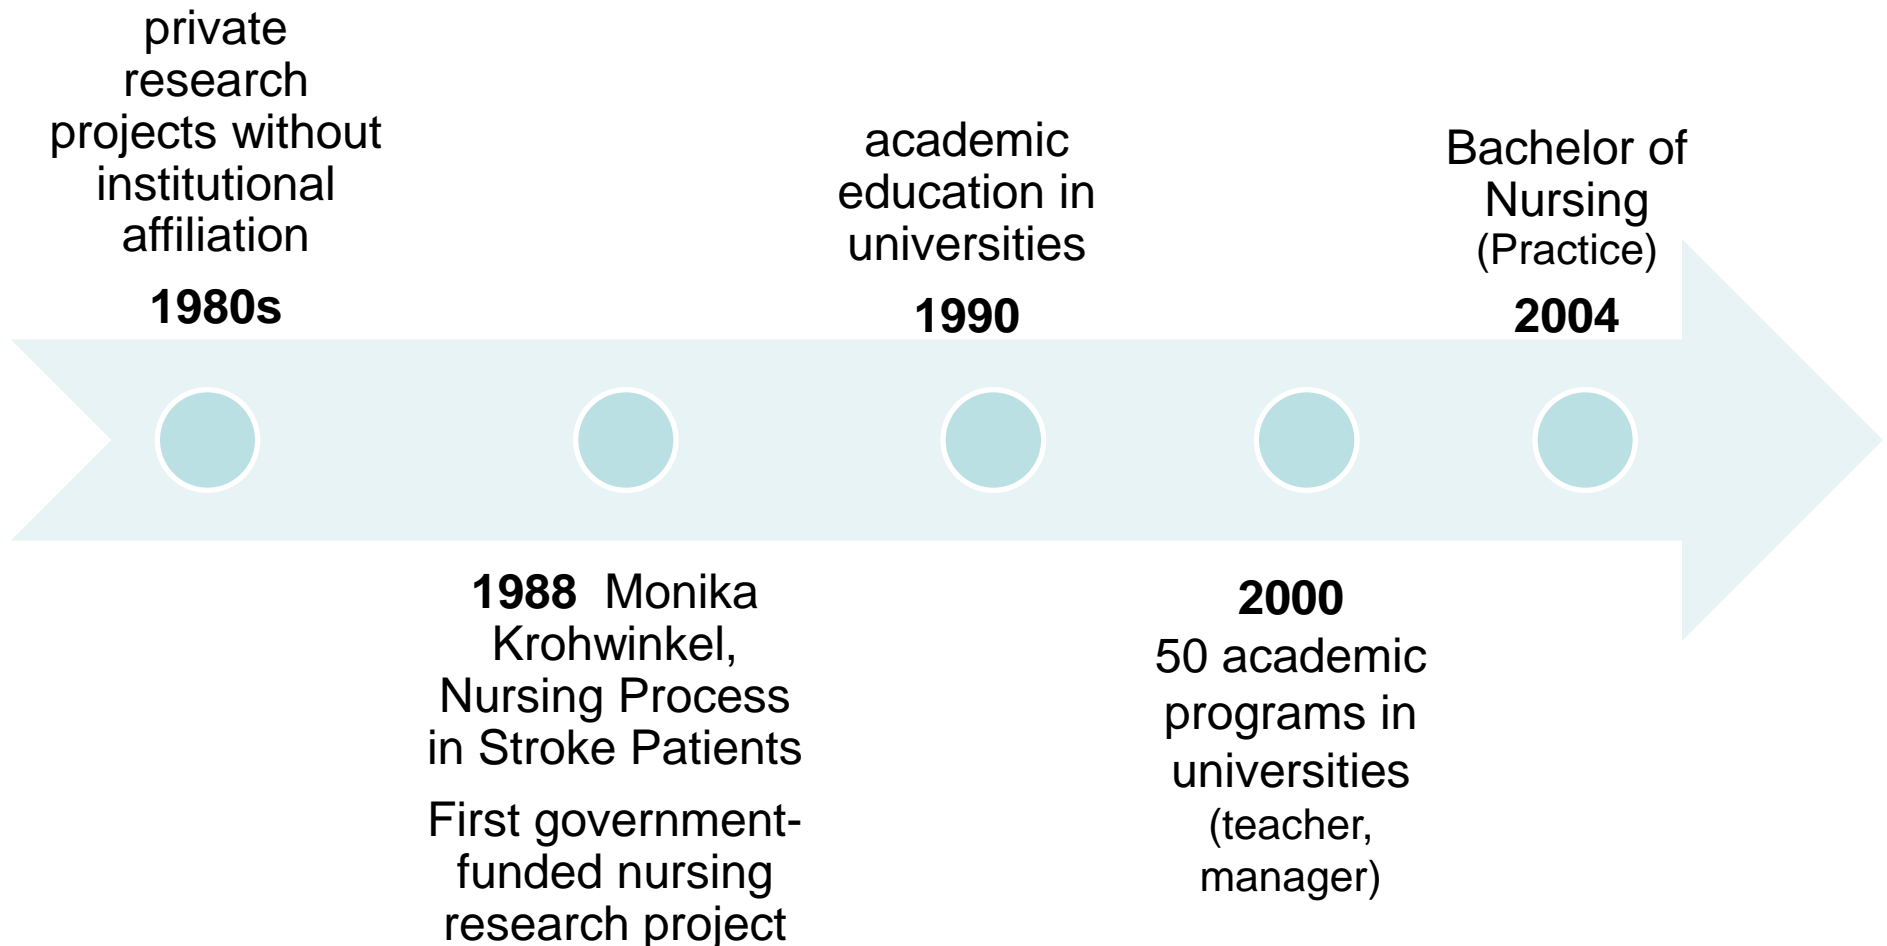 private
research
projects without
institutional
affiliation
1980s
1988 Monika
Krohwinkel,
Nursing Process
in Stroke Patients
First government-
funded nursing
research project
academic
education in
universities
1990
2000
50 academic
programs in
universities
(teacher,
manager)
Bachelor of
Nursing
(Practice)
2004